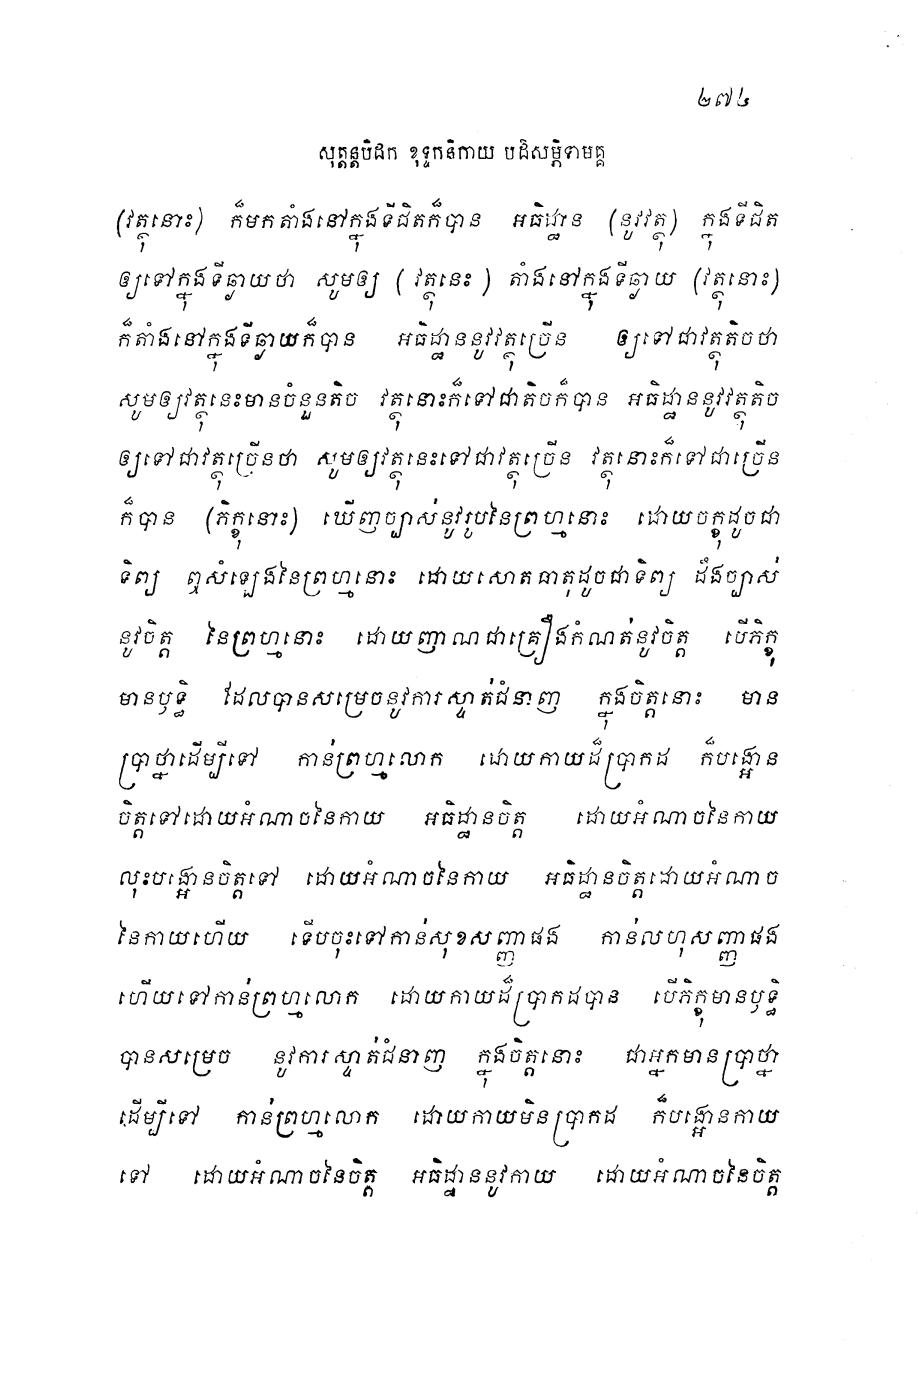 ២៧៤
សុត្តន្តបិដក ខុទ្ទកនិកាយ បដិសម្ភិទាមគ្គ
(វត្ថុនោះ) ក៏មកតាំងនៅក្នុងទីជិតក៏បាន អធិដ្ឋាន (នូវវត្ថុ) ក្នុងទីជិត
ឲ្យទៅក្នុងទីឆ្ងាយថា សូមឲ្យ (វត្ថុនេះ) តាំងនៅក្នុងទីឆ្ងាយ (វត្ថុនោះ)
ក៏តាំងនៅក្នុងទីឆ្ងាយក៏បាន អធិដ្ឋាននូវវត្ថុច្រើន ឲ្យទៅជាវត្ថុតិចថា
សូមឲ្យវត្ថុនេះមានចំនួនតិច វត្ថុនោះក៏ទៅជាតិចក៏បាន អធិដ្ឋាននូវវត្ថុតិច
ឲ្យទៅជាវត្ថុច្រើនថា សូមឲ្យវត្ថុនេះទៅជាវត្ថុច្រើន វត្ថុនោះក៏ទៅជាច្រើន
ក៏បាន (ភិក្ខុនោះ) ឃើញច្បាស់នូវរូបនៃព្រហ្មនោះ ដោយចក្ខុដូចជា
ទិព្យ ឮសំឡេងនៃព្រហ្មនោះ ដោយសោតធាតុដូចជាទិព្យ ដឹងច្បាស់
នូវចិត្ត នៃព្រហ្មនោះ ដោយញាណជាគ្រឿងកំណត់នូវចិត្ត បើភិក្ខុ
មានឫទ្ធិ ដែលបានសម្រេចនូវការស្ទាត់ជំនាញ ក្នុងចិត្តនោះ មាន
ប្រាថ្នាដើម្បីទៅ កាន់ព្រហ្មលោក ដោយកាយដ៏ប្រាកដ ក៏បង្អោន
ចិត្តទៅដោយអំណាចនៃកាយ អធិដ្ឋានចិត្ត ដោយអំណាចនៃកាយ
លុះបង្អោនចិត្តទៅ ដោយអំណាចនៃកាយ អធិដ្ឋានចិត្តដោយអំណាច
នៃកាយហើយ ទើបចុះទៅកាន់សុខសញ្ញាផង កាន់លហុសញ្ញាផង
ហើយទៅកាន់ព្រហ្មលោក ដោយកាយដ៏ប្រាកដបាន បើភិក្ខុមានឫទ្ធិ
បានសម្រេច នូវការស្ទាត់ជំនាញ ក្នុងចិត្តនោះ ជាអ្នកមានប្រាថ្នា
ដើម្បីទៅ កាន់ព្រហ្មលោក ដោយកាយមិនប្រាកដ ក៏បង្អោនកាយ
ទៅ ដោយអំណាចនៃចិត្ត អធិដ្ឋាននូវកាយ ដោយអំណាចនៃចិត្ត